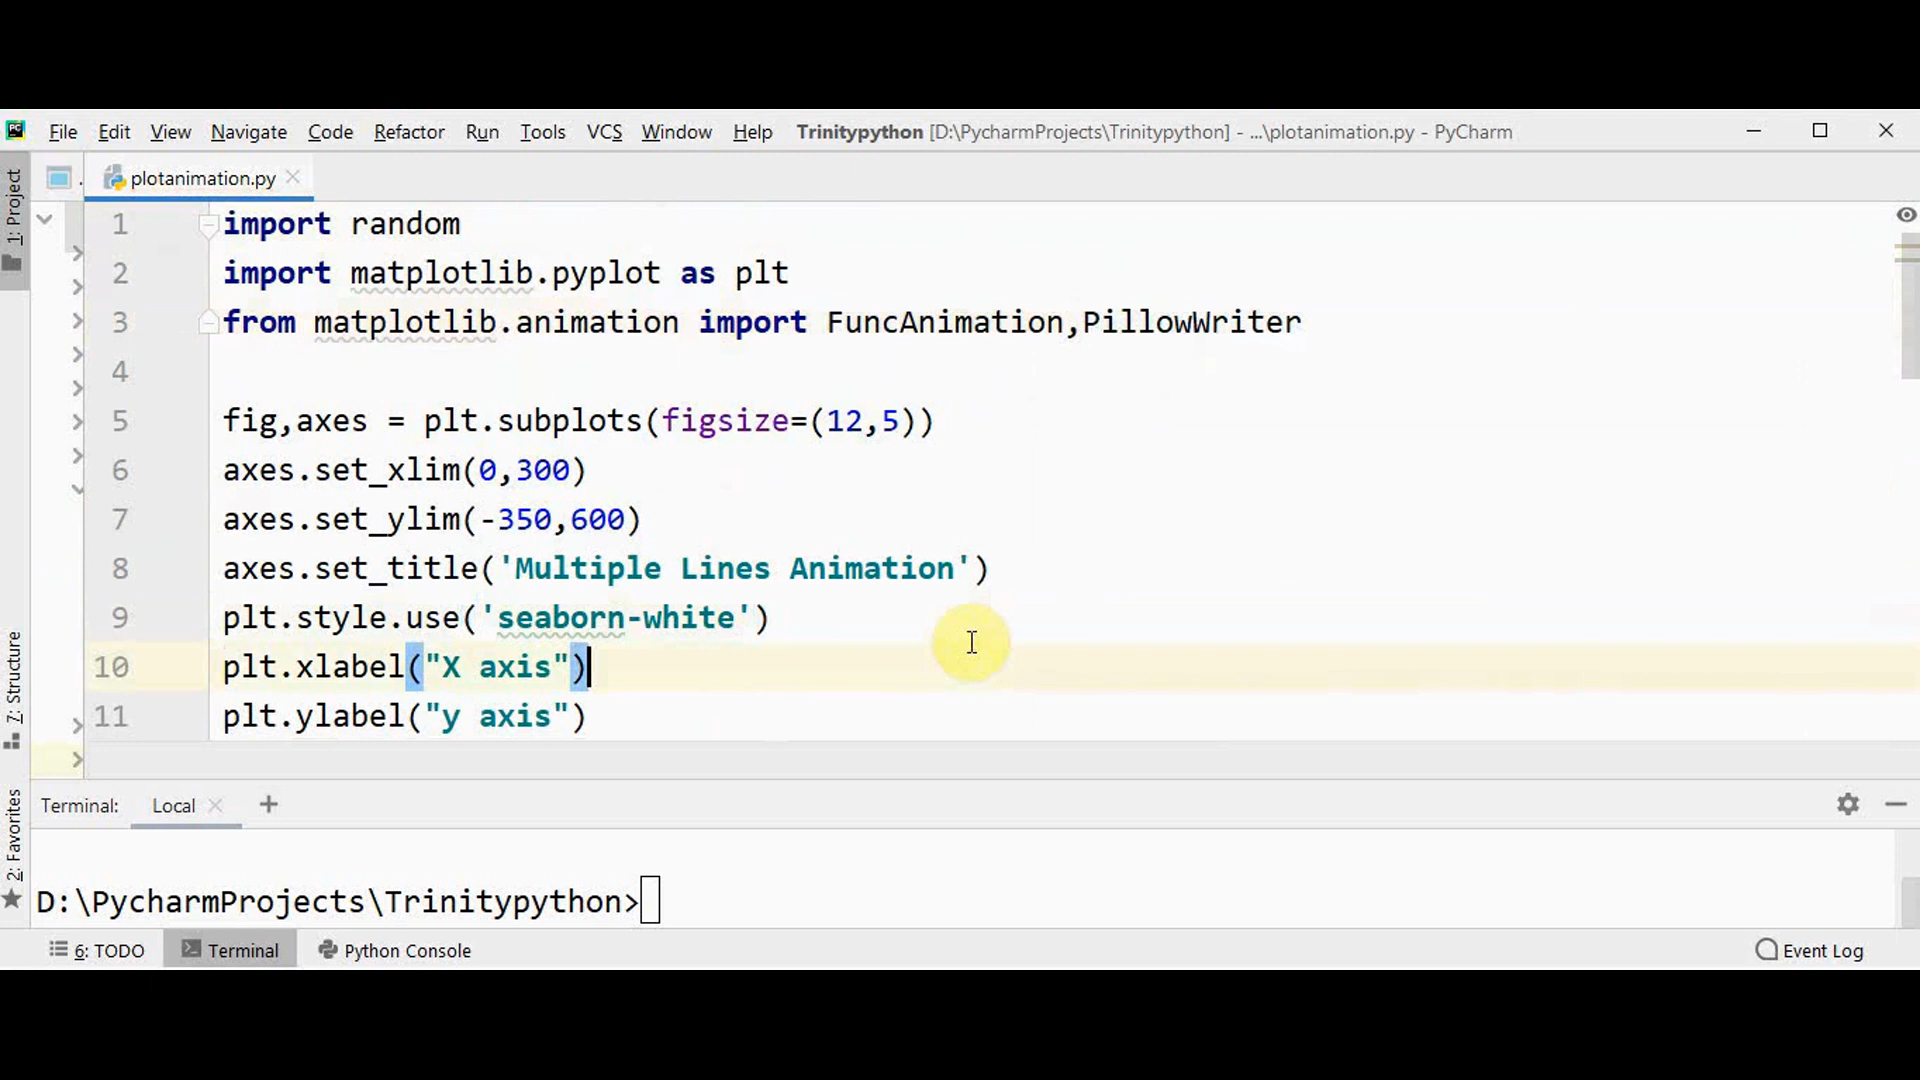 PC File Edit View Navigate Code Refactor Run Tools VCS Window Help Trinitypython [D:\PycharmProjects\Trinitypython] - ...\plotanimation.py - PyCharm
plotanimation.py
1: Project
1 import random
2 import matplotlib.pyplot as plt
3 from matplotlib.animation import FuncAnimation,PillowWriter
4
5 fig,axes = plt.subplots(figsize=(12,5))
6 axes.set_xlim(0,300)
7 axes.set_ylim(-350,600)
8 axes.set_title('Multiple Lines Animation')
9 plt.style.use('seaborn-white')
10 plt.xlabel("X axis")
11 plt.ylabel("y axis")
7: Structure
2: Favorites
Terminal: Local +
D:\PycharmProjects\Trinitypython>
6: TODO Terminal Python Console Event Log